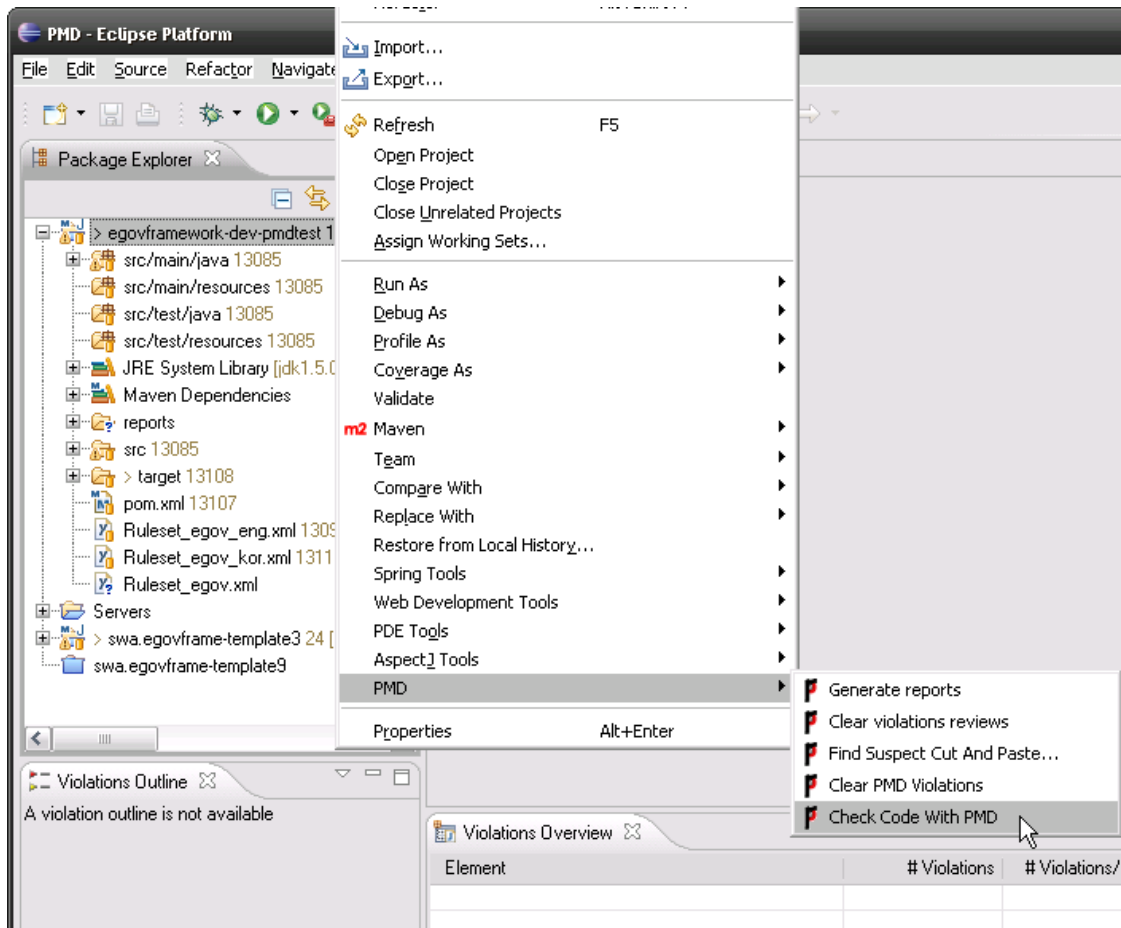 PMD - Eclipse Platform
File Edit Source Refactor Navigate
Package Explorer
> egovframework-dev-pmdtest 1
src/main/java 13085
src/main/resources 13085
src/test/java 13085
src/test/resources 13085
JRE System Library [jdk1.5.0
Maven Dependencies
reports
src 13085
> target 13108
pom.xml 13107
Ruleset_egov_eng.xml 1309
Ruleset_egov_kor.xml 1311
Ruleset_egov.xml
Servers
> swa.egovframe-template3 24 [
swa.egovframe-template9
Import...
Export...
Refresh F5
Open Project
Close Project
Close Unrelated Projects
Assign Working Sets...
Run As
Debug As
Profile As
Coverage As
Validate
m2 Maven
Team
Compare With
Replace With
Restore from Local History...
Spring Tools
Web Development Tools
PDE Tools
AspectJ Tools
PMD
Properties Alt+Enter
Generate reports
Clear violations reviews
Find Suspect Cut And Paste...
Clear PMD Violations
Check Code With PMD
Violations Outline
A violation outline is not available
Violations Overview
Element # Violations # Violations/